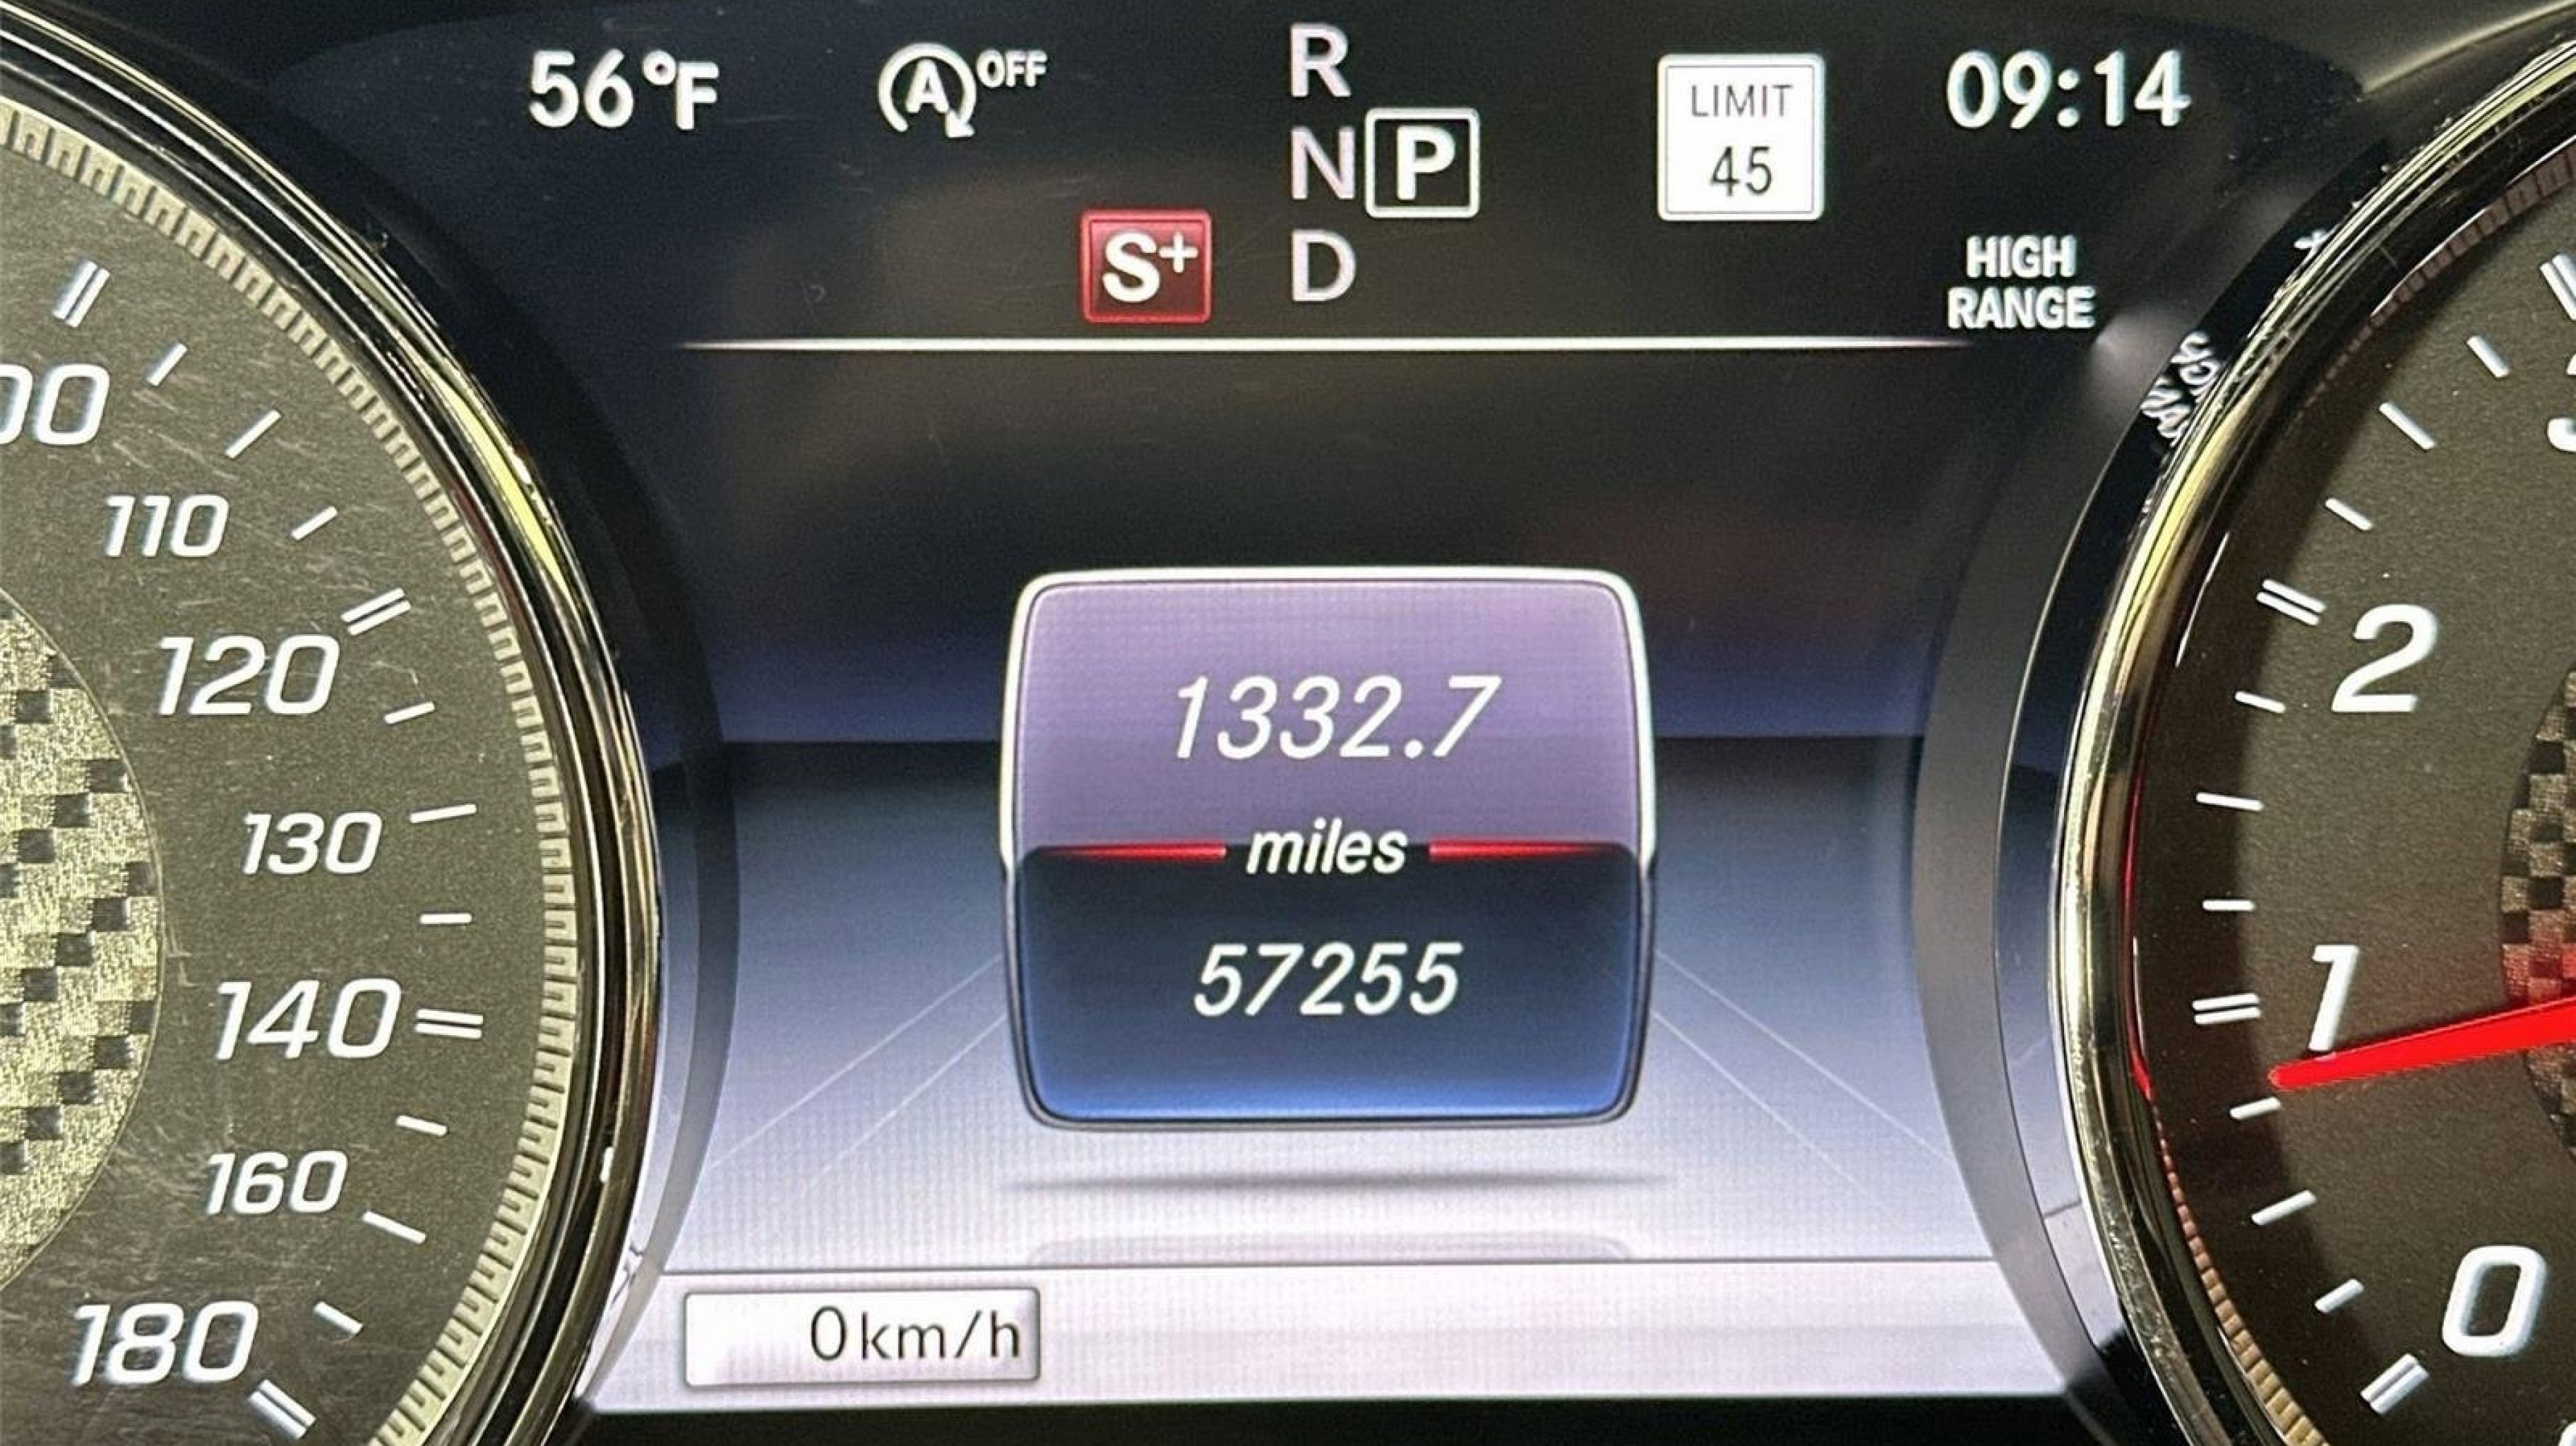 56°F
A OFF
R
N P
D
S+
LIMIT
45
09:14
HIGH
RANGE
110
120
130
140
160
180
1332.7
miles
57255
0 km/h
2
1
0